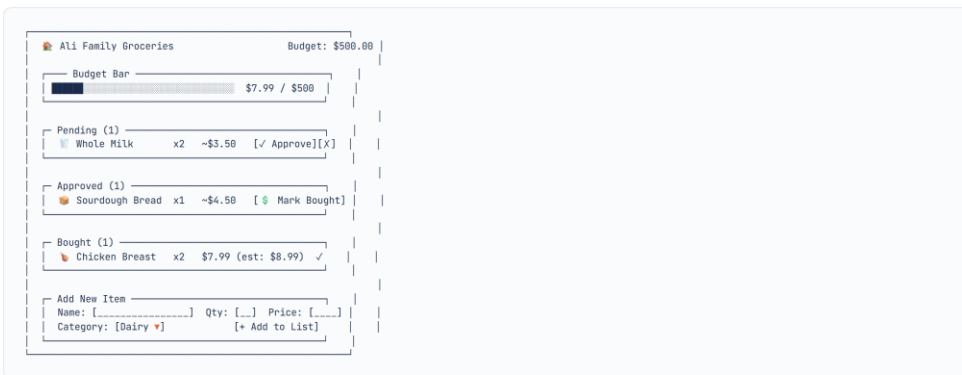 🏠 Ali Family Groceries Budget: $500.00
Budget Bar
$7.99 / $500
Pending (1)
🥛 Whole Milk x2 ~$3.50 [✓ Approve][X]
Approved (1)
📦 Sourdough Bread x1 ~$4.50 [💲 Mark Bought]
Bought (1)
🍗 Chicken Breast x2 $7.99 (est: $8.99) ✓
Add New Item
Name: [_______________] Qty: [__] Price: [____]
Category: [Dairy ▼] [+ Add to List]